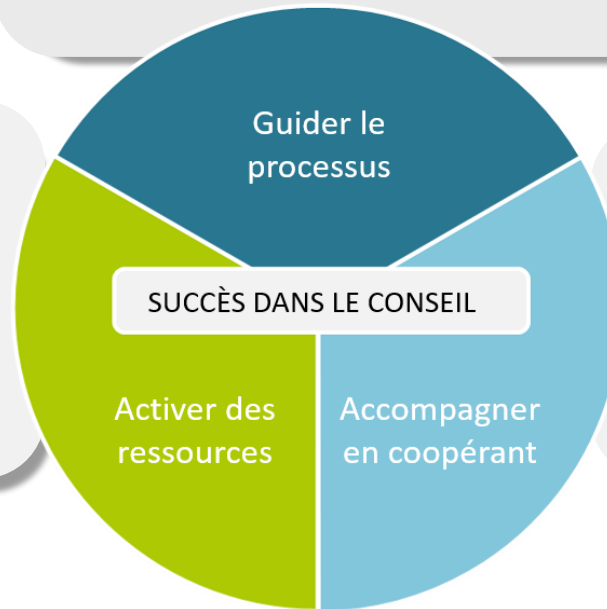 Guider le
processus
SUCCÈS DANS LE CONSEIL
Activer des
ressources
Accompagner
en coopérant